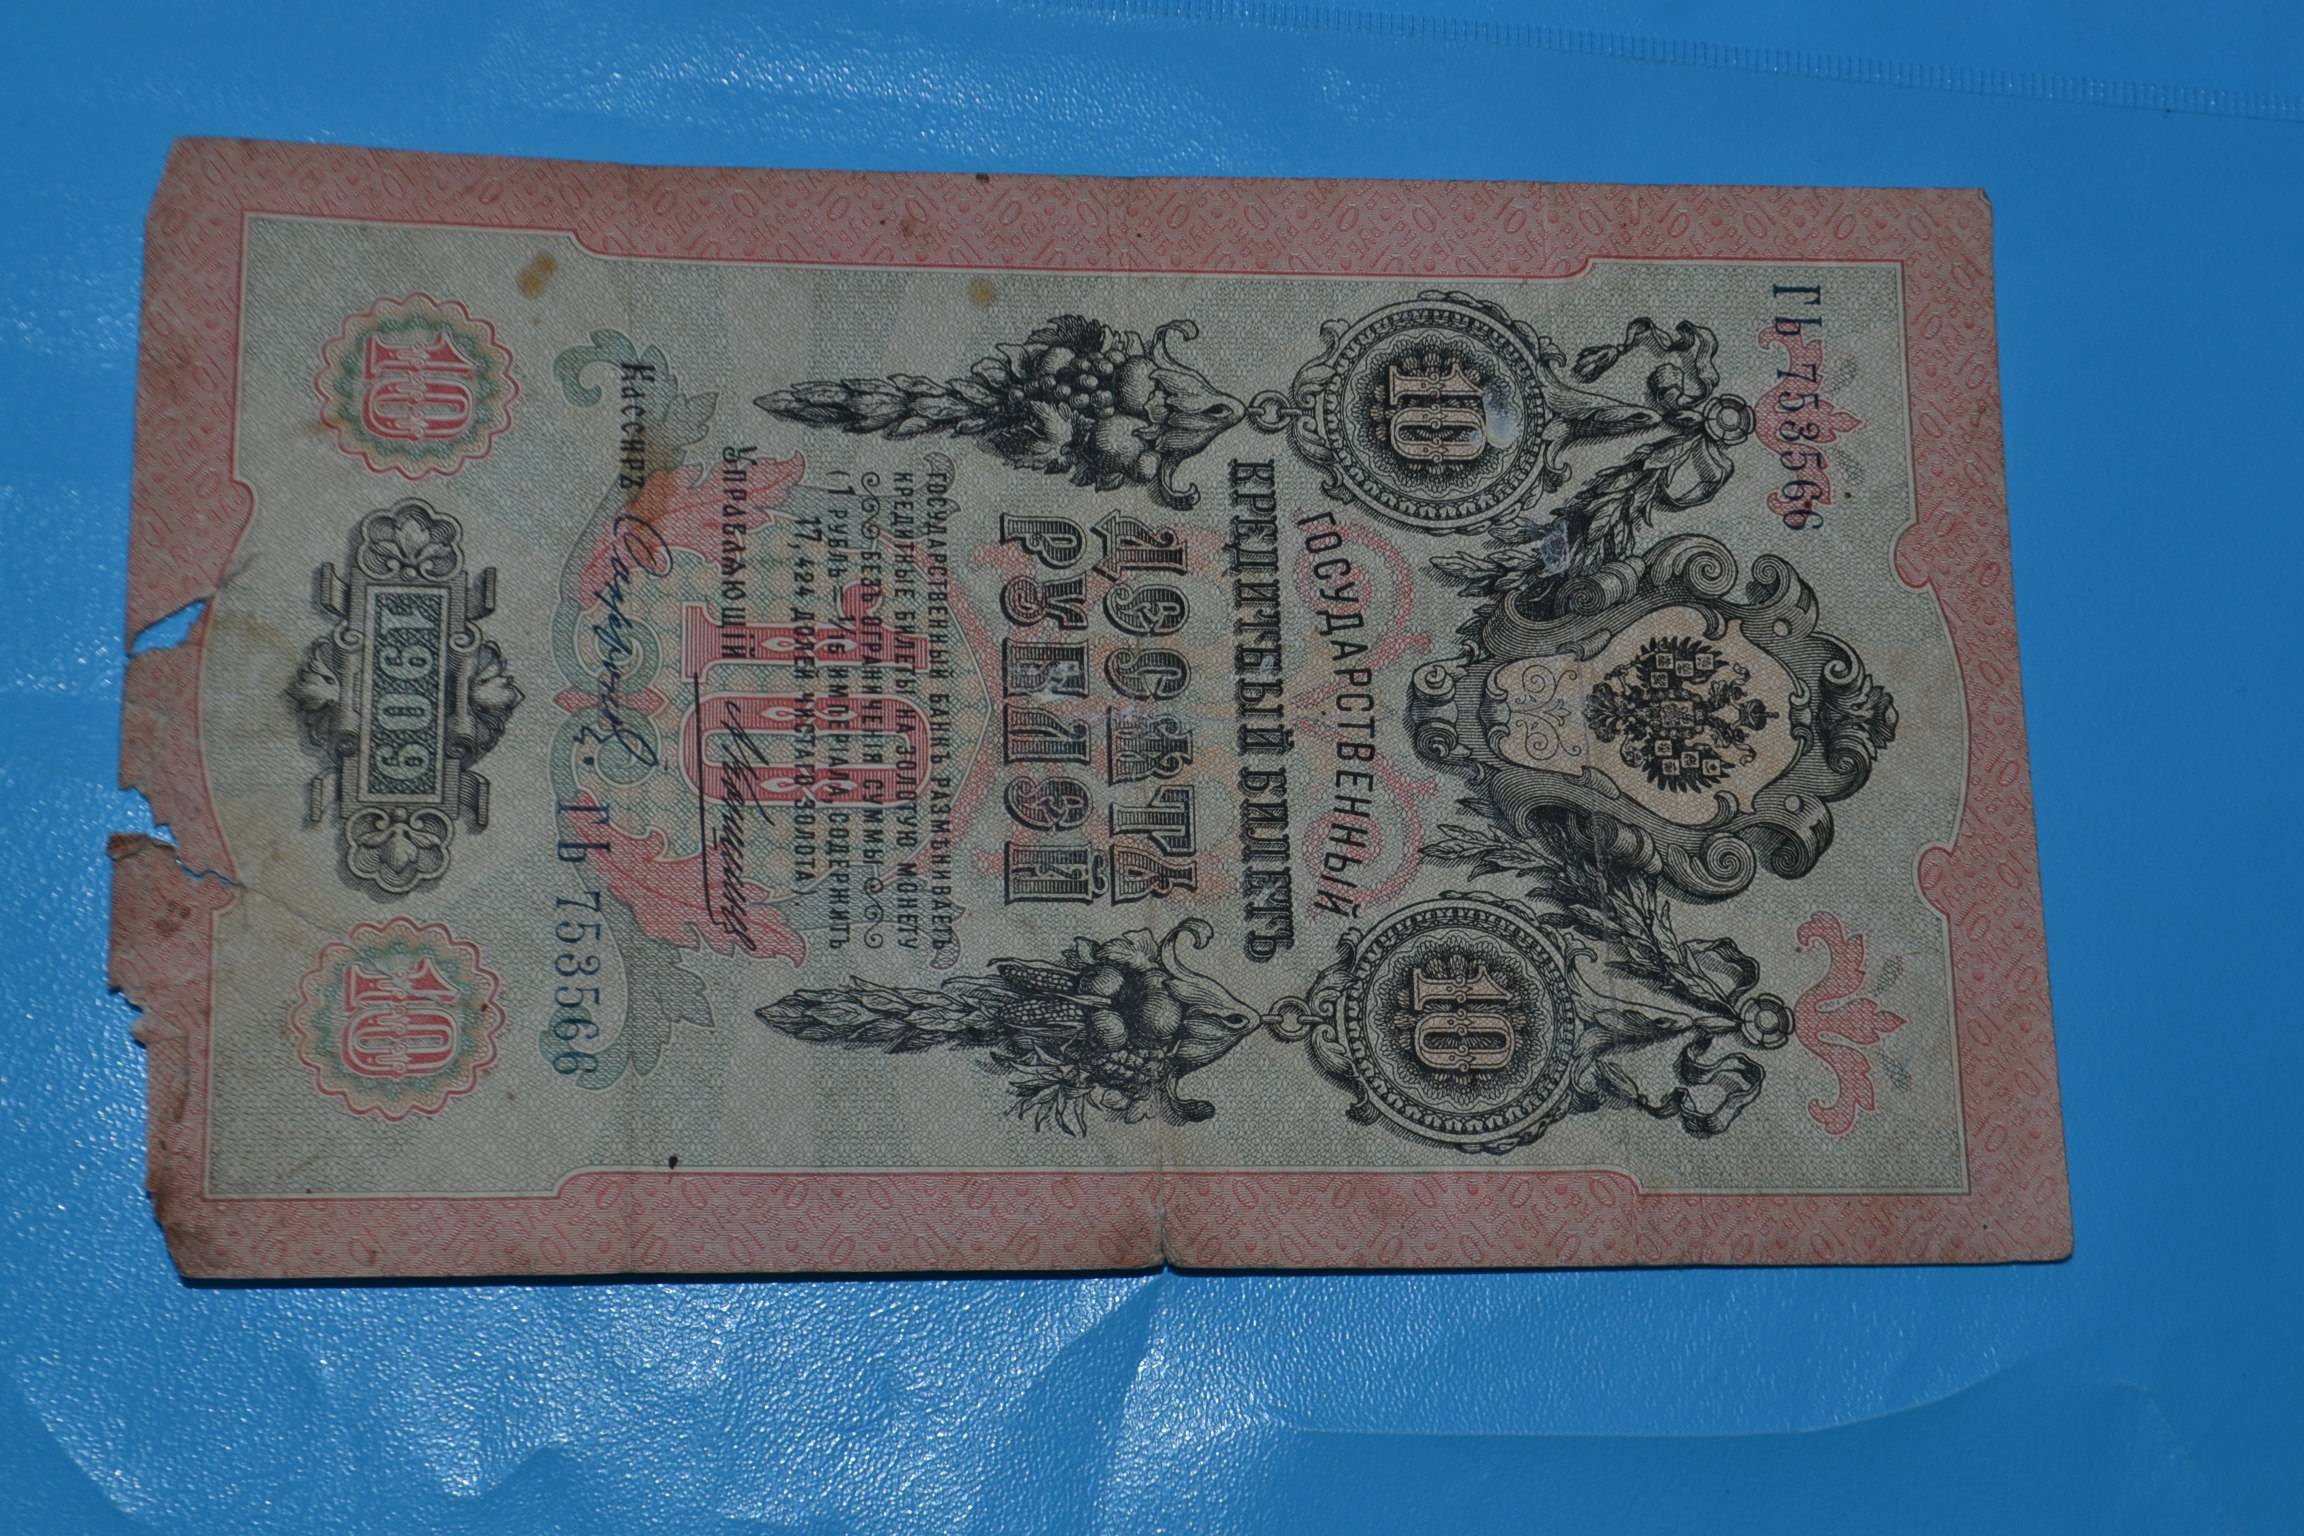 ГЬ 753566
10
10
ГОСУДАРСТВЕННЫЙ
КРЕДИТНЫЙ БИЛЕТЪ
ДЕСЯТЬ
РУБЛЕЙ
ГОСУДАРСТВЕННЫЙ БАНКЪ РАЗМѢНИВАЕТЪ
КРЕДИТНЫЕ БИЛЕТЫ НА ЗОЛОТУЮ МОНЕТУ
БЕЗЪ ОГРАНИЧЕНІЯ СУММЫ
(1 РУБЛЬ = 1/15 ИМПЕРІАЛА, СОДЕРЖИТЪ
17,424 ДОЛЕЙ ЧИСТАГО ЗОЛОТА).
10
Управляющій
Кассиръ
ГЬ 753566
10
1909
10